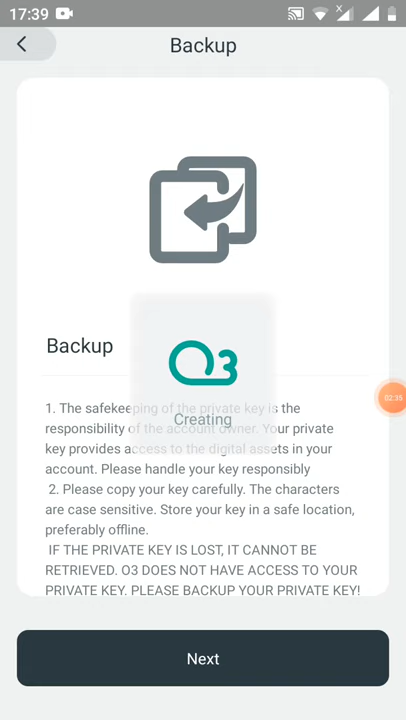 17:39
Backup
Backup
O3
Creating
1. The safekeeping of the private key is the
responsibility of the account owner. Your private
key provides access to the digital assets in your
account. Please handle your key responsibly
2. Please copy your key carefully. The characters
are case sensitive. Store your key in a safe location,
preferably offline.
IF THE PRIVATE KEY IS LOST, IT CANNOT BE
RETRIEVED. O3 DOES NOT HAVE ACCESS TO YOUR
PRIVATE KEY. PLEASE BACKUP YOUR PRIVATE KEY!
02:35
Next